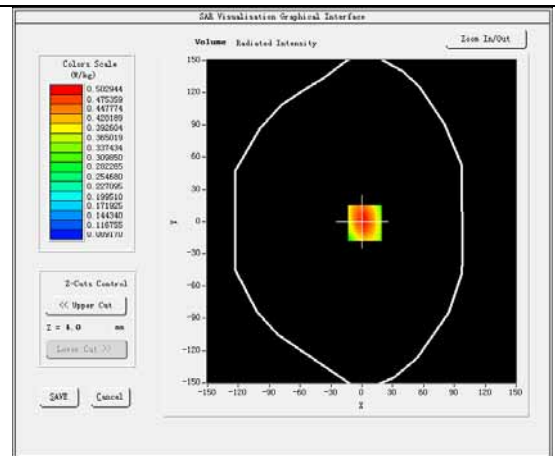 SAR Visualisation Graphical Interface
Volume Radiated Intensity
Zoom In/Out
Colors Scale
(W/kg)
0.502944
0.475359
0.447774
0.420189
0.392604
0.365019
0.337434
0.309850
0.282265
0.254680
0.227095
0.199510
0.171925
0.144340
0.116755
0.089170
150
120
90
60
30
0
-30
-60
-90
-120
-150
Y
-150 -120 -90 -60 -30 0 30 60 90 120 150
X
Z-Cuts Control
<< Upper Cut
Z = 4.0 mm
Lower Cut >>
SAVE
Cancel